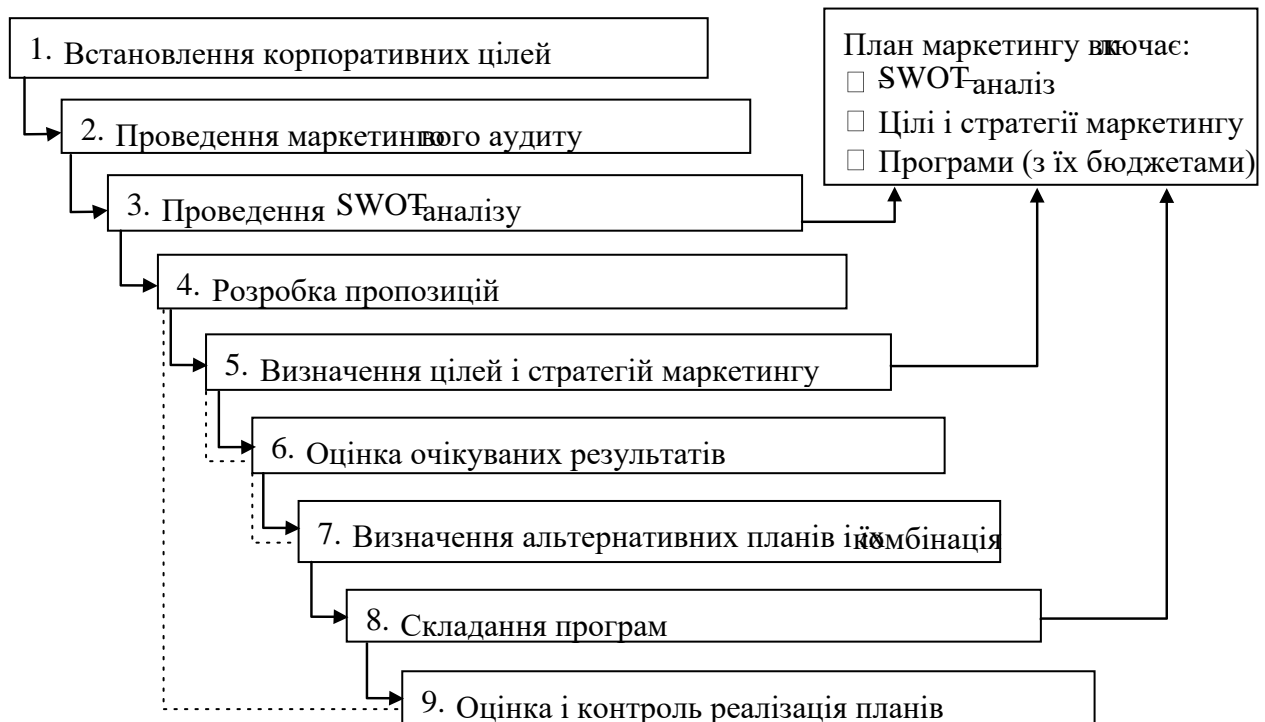 1. Встановлення корпоративних цілей
План маркетингу включає:
SWOT-аналіз
Цілі і стратегії маркетингу
Програми (з їх бюджетами)
2. Проведення маркетингового аудиту
3. Проведення SWOT-аналізу
4. Розробка пропозицій
5. Визначення цілей і стратегій маркетингу
6. Оцінка очікуваних результатів
7. Визначення альтернативних планів і їх комбінація
8. Складання програм
9. Оцінка і контроль реалізація планів